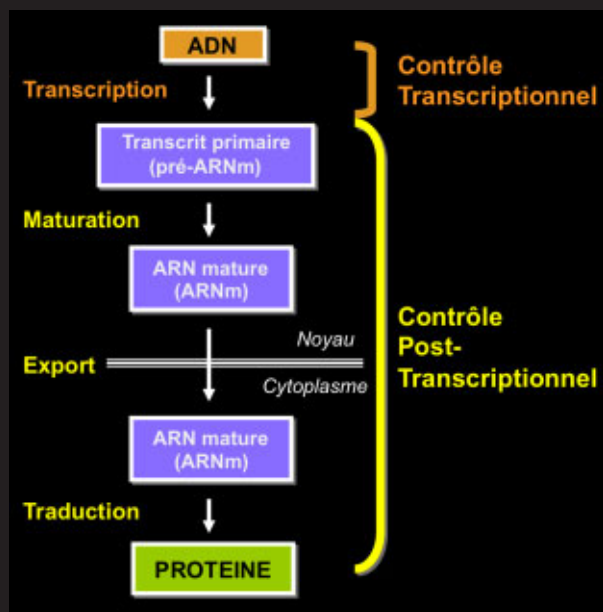 ADN
Transcription
Contrôle
Transcriptionnel
Transcrit primaire
(pré-ARNm)
Maturation
ARN mature
(ARNm)
Noyau
Export
Cytoplasme
Contrôle
Post-
Transcriptionnel
ARN mature
(ARNm)
Traduction
PROTEINE